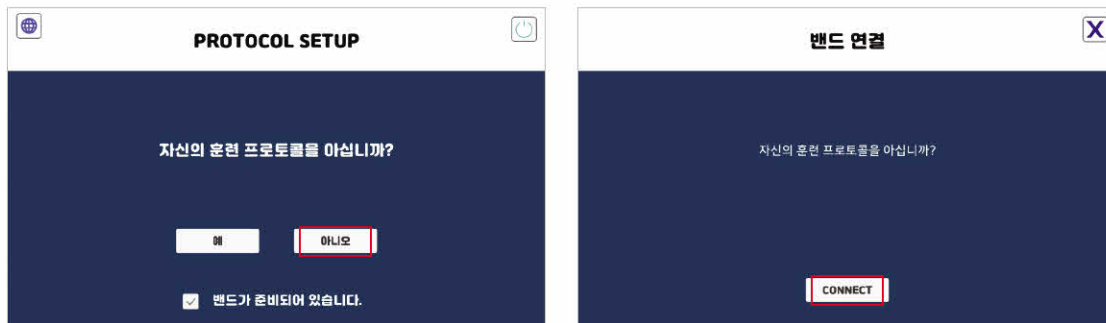 PROTOCOL SETUP
자신의 훈련 프로토콜을 아십니까?
예
아니오
밴드가 준비되어 있습니다.
밴드 연결
X
자신의 훈련 프로토콜을 아십니까?
CONNECT